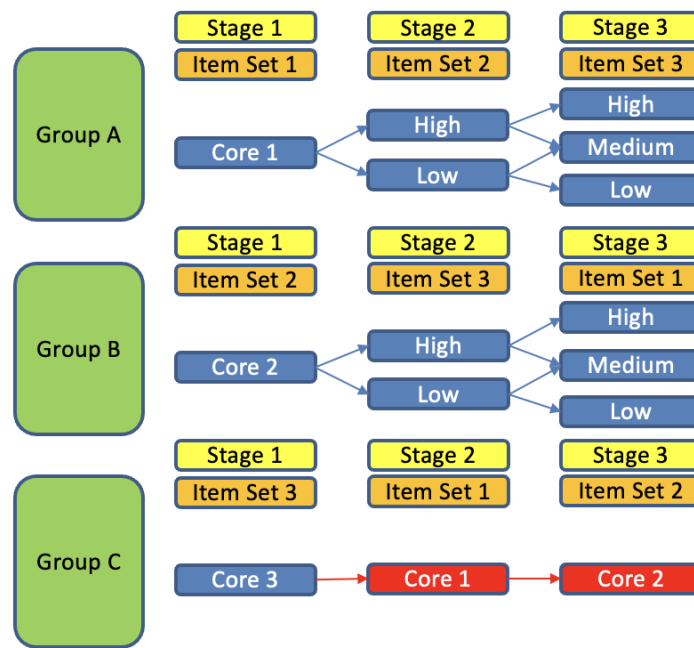 Stage 1
Stage 2
Stage 3
Item Set 1
Item Set 2
Item Set 3
Group A
Core 1
High
Low
High
Medium
Low
Stage 1
Stage 2
Stage 3
Item Set 2
Item Set 3
Item Set 1
Group B
Core 2
High
Low
High
Medium
Low
Stage 1
Stage 2
Stage 3
Item Set 3
Item Set 1
Item Set 2
Group C
Core 3
Core 1
Core 2